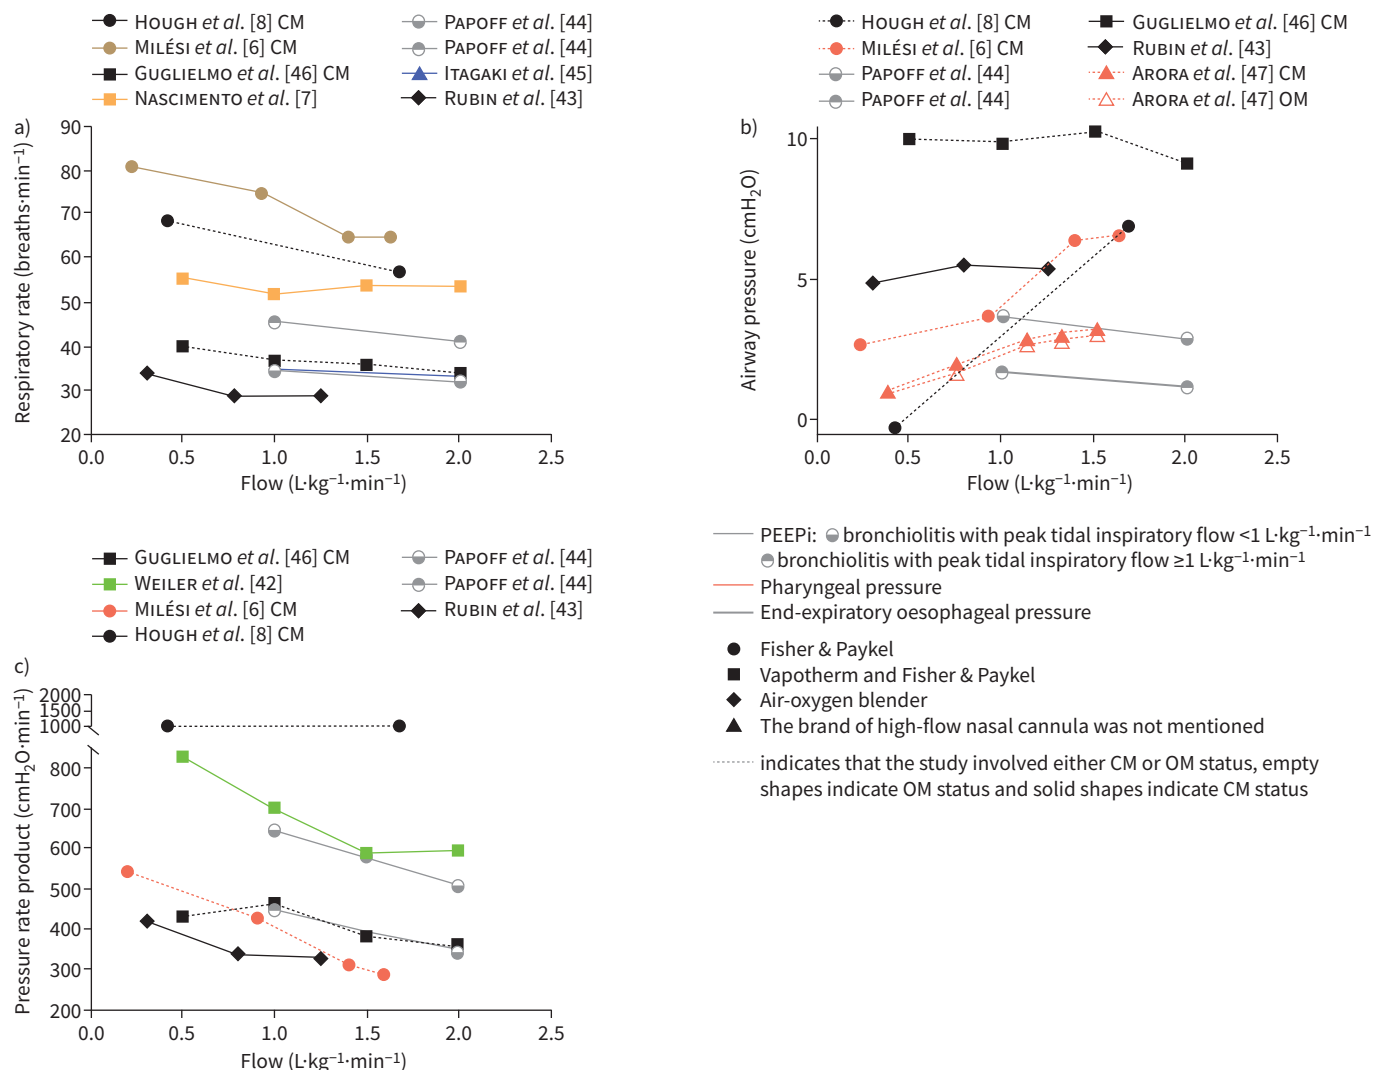 HOUGH et al. [8] CM
MILÉSI et al. [6] CM
GUGLIELMO et al. [46] CM
NASCIMENTO et al. [7]
PAPOFF et al. [44]
PAPOFF et al. [44]
ITAGAKI et al. [45]
RUBIN et al. [43]
a)
Respiratory rate (breaths·min⁻¹)
90
80
70
60
50
40
30
20
0.0 0.5 1.0 1.5 2.0 2.5
Flow (L·kg⁻¹·min⁻¹)
HOUGH et al. [8] CM
MILÉSI et al. [6] CM
PAPOFF et al. [44]
PAPOFF et al. [44]
GUGLIELMO et al. [46] CM
RUBIN et al. [43]
ARORA et al. [47] CM
ARORA et al. [47] OM
b)
Airway pressure (cmH₂O)
10
5
0
0.0 0.5 1.0 1.5 2.0 2.5
Flow (L·kg⁻¹·min⁻¹)
GUGLIELMO et al. [46] CM
WEILER et al. [42]
MILÉSI et al. [6] CM
HOUGH et al. [8] CM
PAPOFF et al. [44]
PAPOFF et al. [44]
RUBIN et al. [43]
c)
Pressure rate product (cmH₂O·min⁻¹)
2000
1500
1000
800
700
600
500
400
300
200
0.0 0.5 1.0 1.5 2.0 2.5
Flow (L·kg⁻¹·min⁻¹)
PEEPi: bronchiolitis with peak tidal inspiratory flow <1 L·kg⁻¹·min⁻¹
bronchiolitis with peak tidal inspiratory flow ≥1 L·kg⁻¹·min⁻¹
Pharyngeal pressure
End-expiratory oesophageal pressure
Fisher & Paykel
Vapotherm and Fisher & Paykel
Air-oxygen blender
The brand of high-flow nasal cannula was not mentioned
indicates that the study involved either CM or OM status, empty
shapes indicate OM status and solid shapes indicate CM status